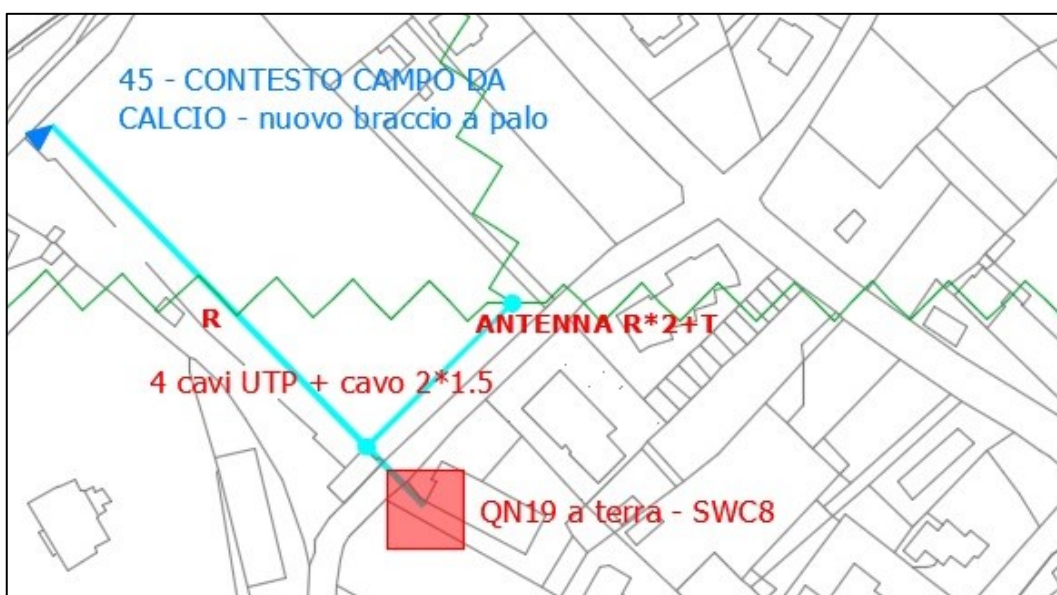 45 - CONTESTO CAMPO DA
CALCIO - nuovo braccio a palo
R
ANTENNA R*2+T
4 cavi UTP + cavo 2*1.5
QN19 a terra - SWC8